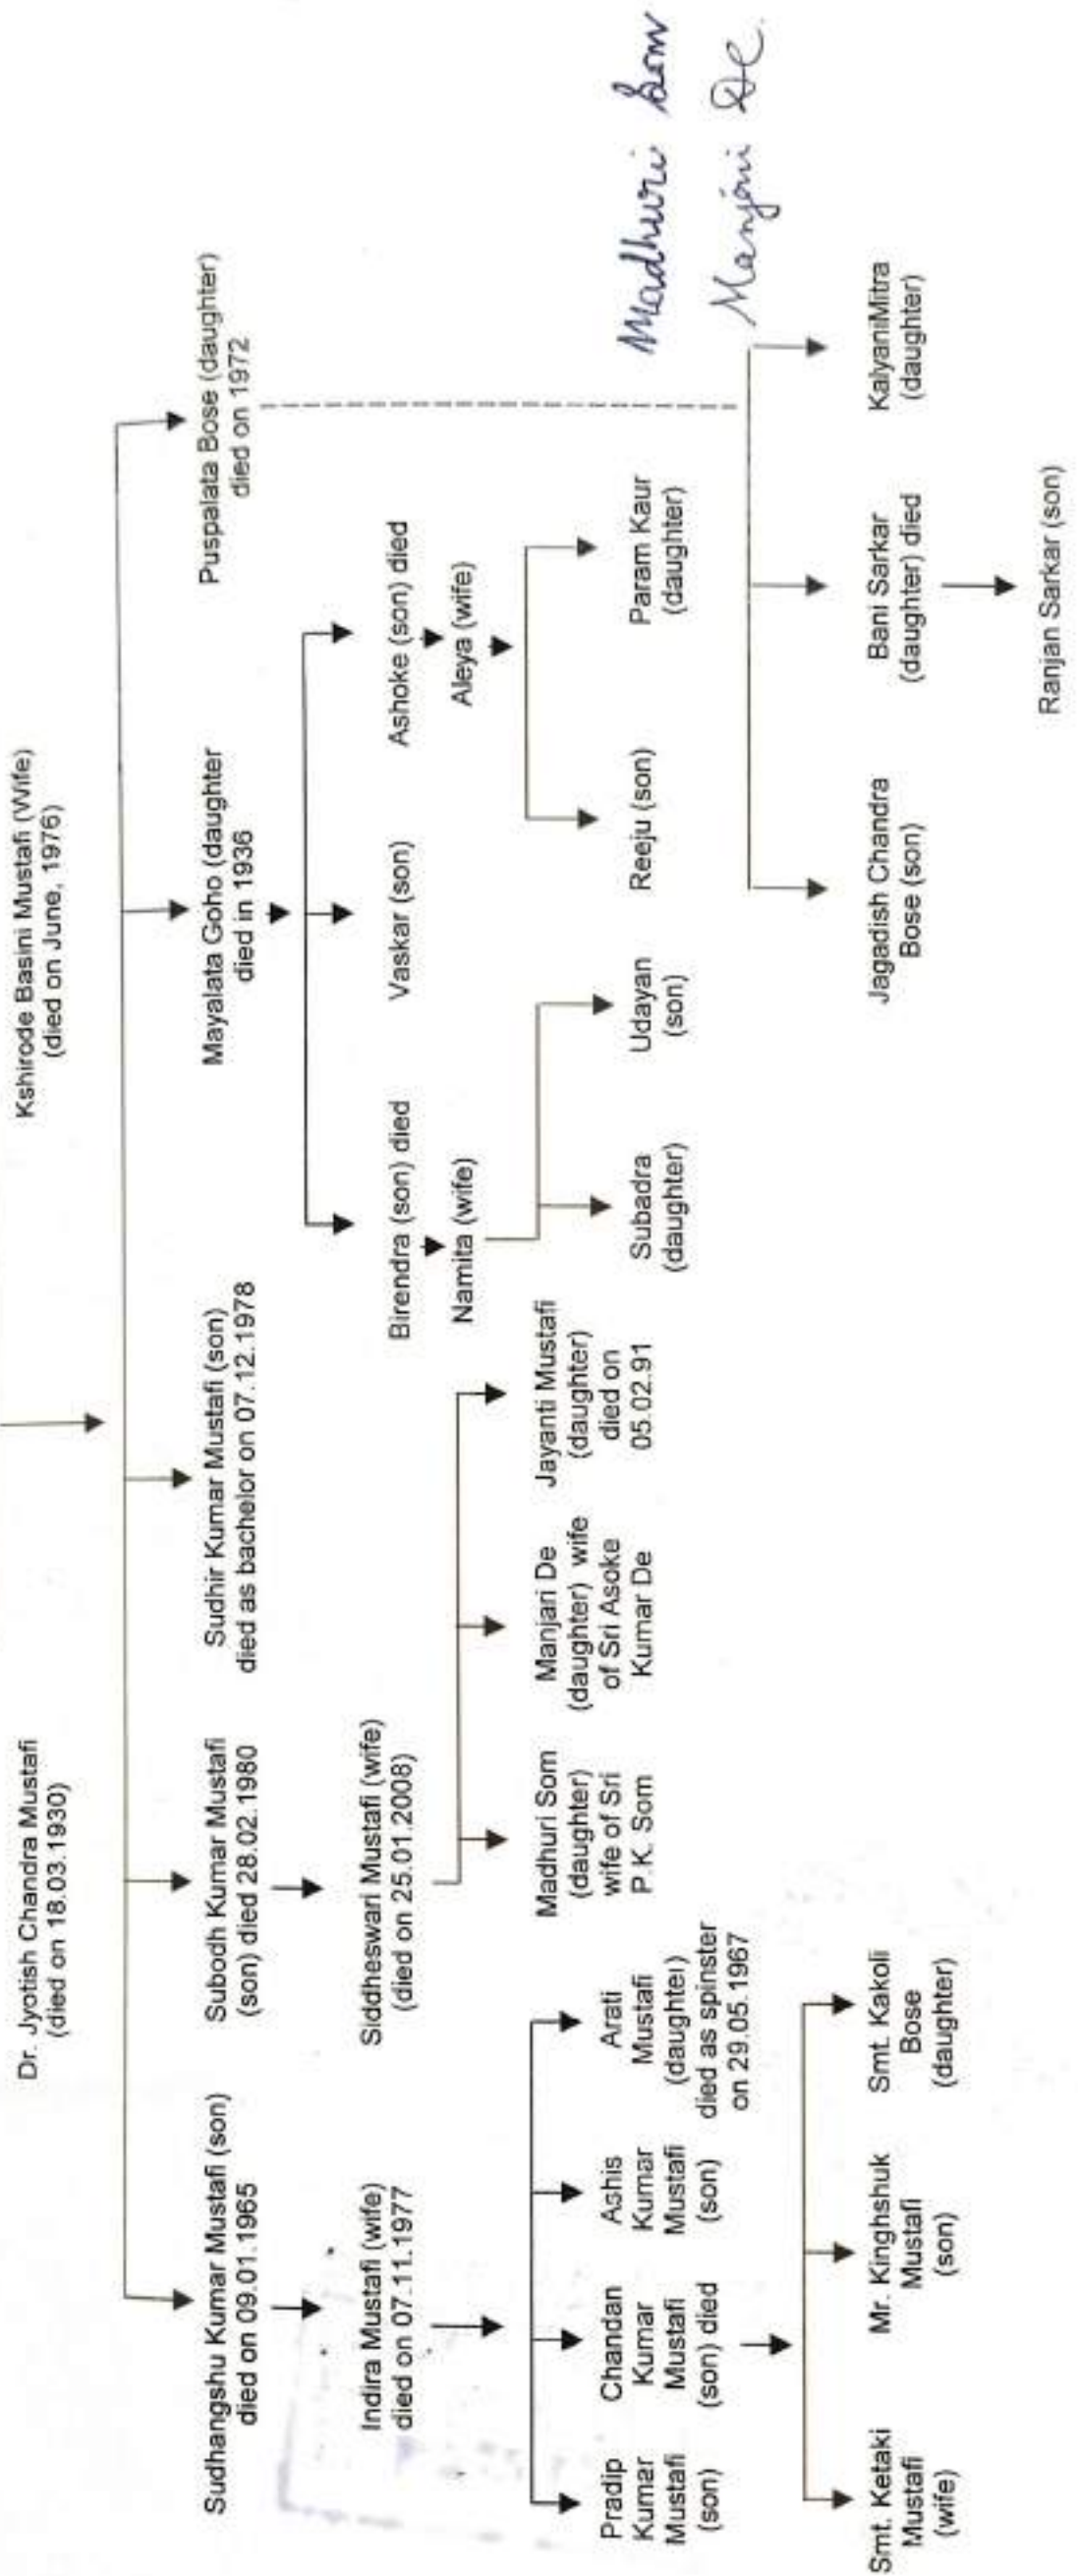 Dr. Jyotish Chandra Mustafi
(died on 18.03.1930)
Kshirode Basini Mustafi (Wife)
(died on June, 1976)
Sudhangshu Kumar Mustafi (son)
died on 09.01.1965
Subodh Kumar Mustafi
(son) died 28.02.1980
Sudhir Kumar Mustafi (son)
died as bachelor on 07.12.1978
Mayalata Goho (daughter
died in 1936
Puspalata Bose (daughter)
died on 1972
Indira Mustafi (wife)
died on 07.11.1977
Siddheswari Mustafi (wife)
(died on 25.01.2008)
Birendra (son) died
Namita (wife)
Vaskar (son)
Ashoke (son) died
Aleya (wife)
Pradip
Kumar
Mustafi
(son)
Chandan
Kumar
Mustafi
(son) died
Ashis
Kumar
Mustafi
(son)
Arati
Mustafi
(daughter)
died as spinster
on 29.05.1967
Madhuri Som
(daughter)
wife of Sri
P.K. Som
Manjari De
(daughter) wife
of Sri Asoke
Kumar De
Jayanti Mustafi
(daughter)
died on
05.02.91
Subadra
(daughter)
Udayan
(son)
Reeju (son)
Param Kaur
(daughter)
Madhuri Som
Manjari De.
Smt. Ketaki
Mustafi
(wife)
Mr. Kinghshuk
Mustafi
(son)
Smt. Kakoli
Bose
(daughter)
Jagadish Chandra
Bose (son)
Bani Sarkar
(daughter) died
KalyaniMitra
(daughter)
Ranjan Sarkar (son)